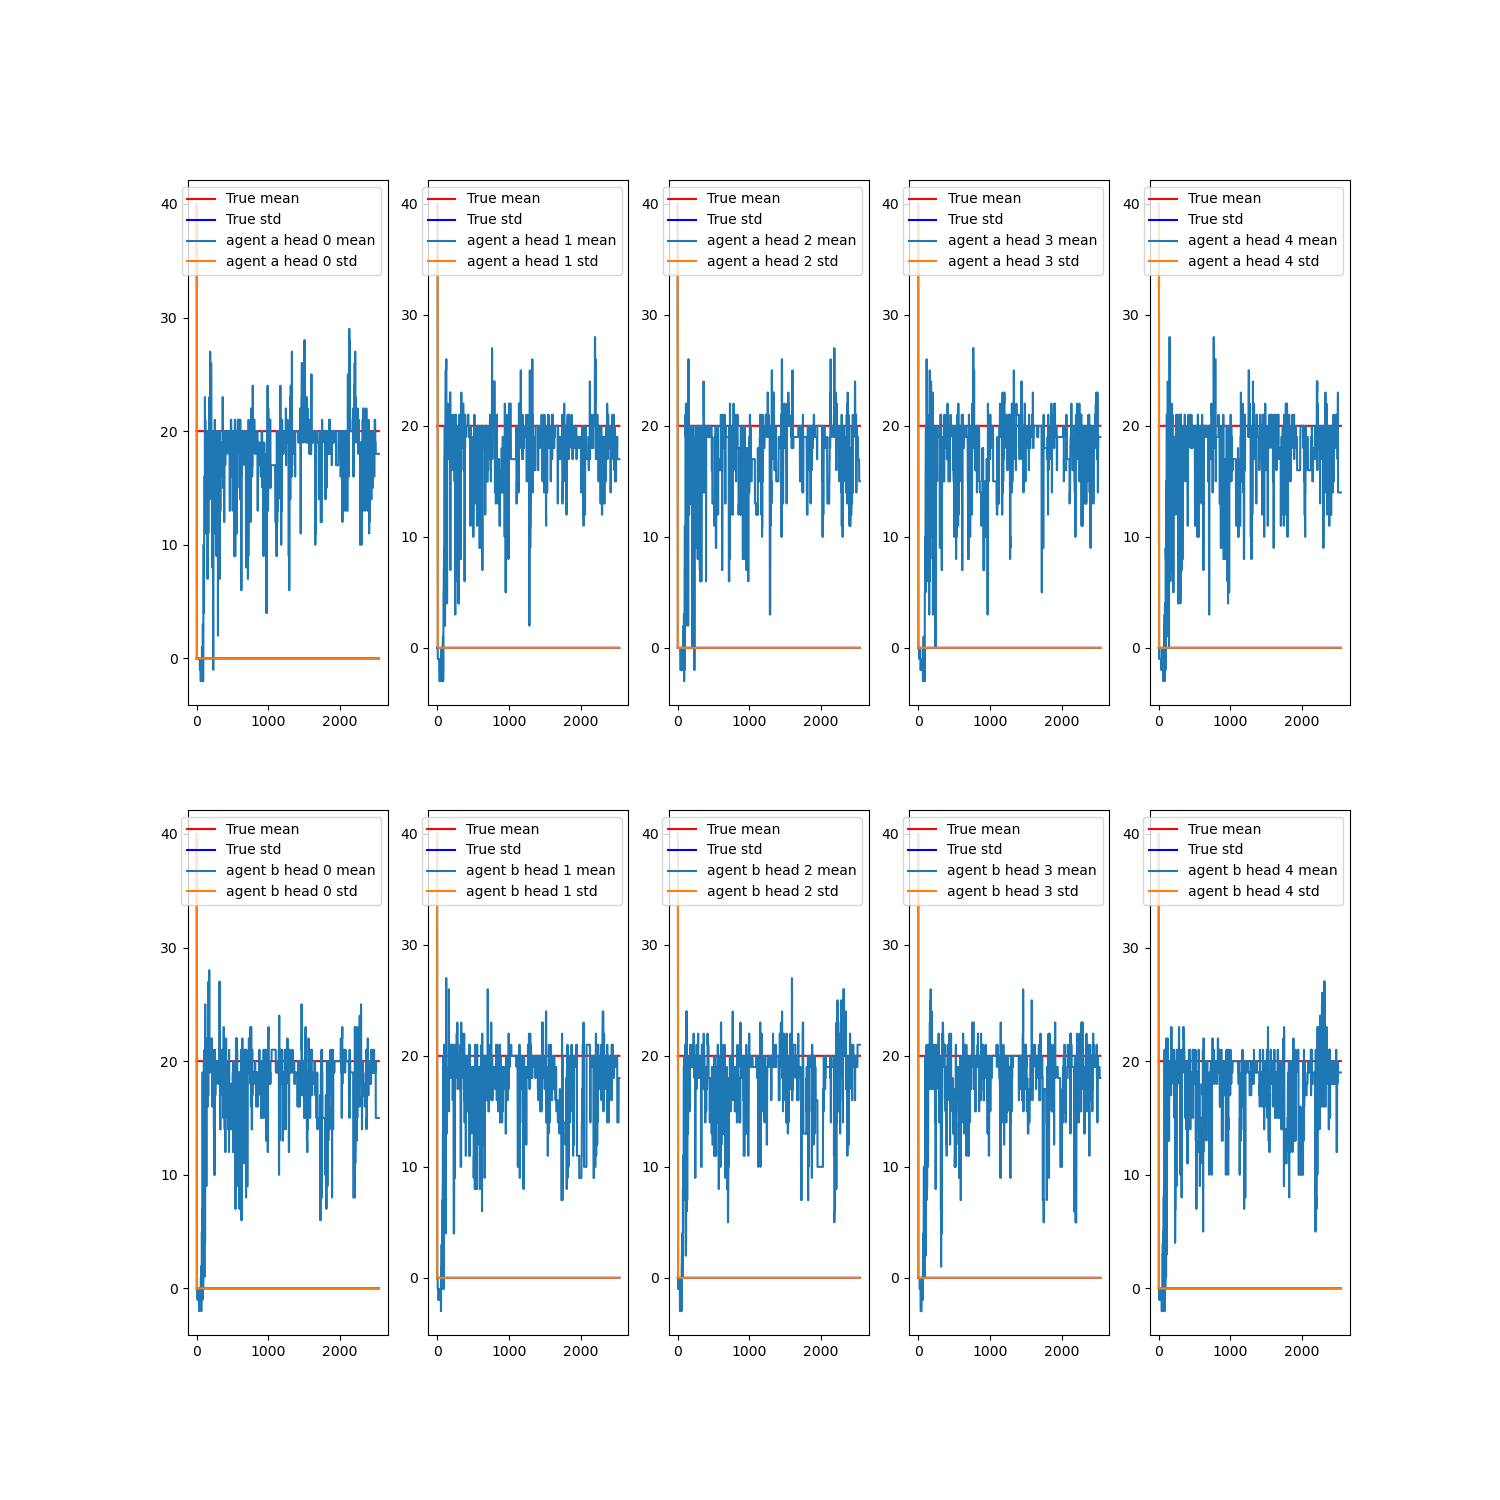 True mean
True std
agent a head 0 mean
agent a head 0 std
40
30
20
10
0
0 1000 2000
True mean
True std
agent a head 1 mean
agent a head 1 std
40
30
20
10
0
0 1000 2000
True mean
True std
agent a head 2 mean
agent a head 2 std
40
30
20
10
0
0 1000 2000
True mean
True std
agent a head 3 mean
agent a head 3 std
40
30
20
10
0
0 1000 2000
True mean
True std
agent a head 4 mean
agent a head 4 std
40
30
20
10
0
0 1000 2000
True mean
True std
agent b head 0 mean
agent b head 0 std
40
30
20
10
0
0 1000 2000
True mean
True std
agent b head 1 mean
agent b head 1 std
40
30
20
10
0
0 1000 2000
True mean
True std
agent b head 2 mean
agent b head 2 std
40
30
20
10
0
0 1000 2000
True mean
True std
agent b head 3 mean
agent b head 3 std
40
30
20
10
0
0 1000 2000
True mean
True std
agent b head 4 mean
agent b head 4 std
40
30
20
10
0
0 1000 2000